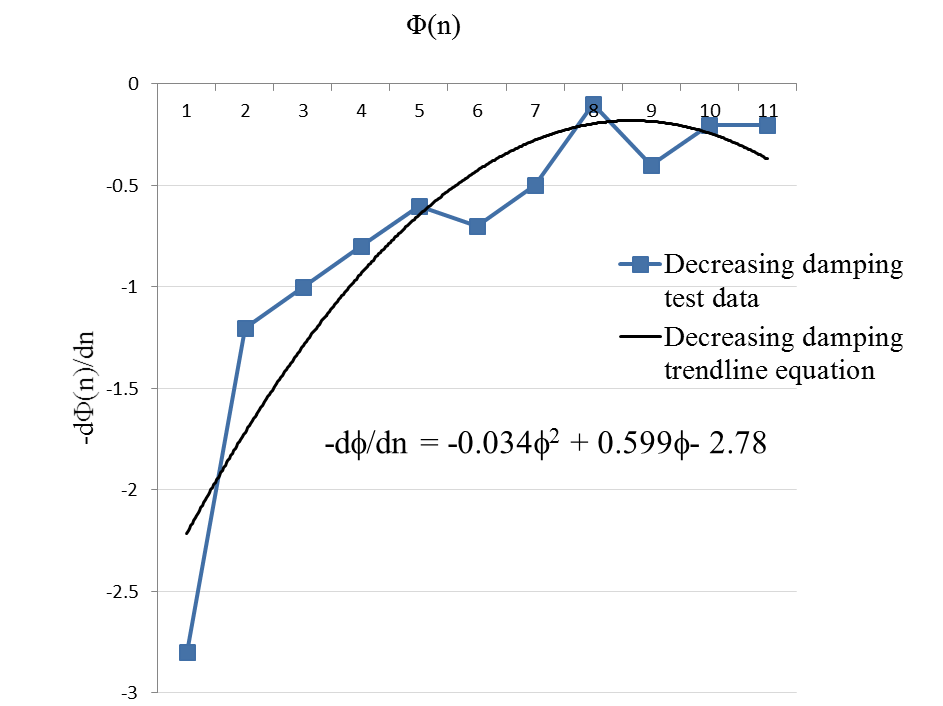 Φ(n)
0
1 2 3 4 5 6 7 8 9 10 11
-0.5
-1
-1.5
-2
-2.5
-3
-dΦ(n)/dn
Decreasing damping
test data
Decreasing damping
trendline equation
-dϕ/dn = -0.034ϕ² + 0.599ϕ- 2.78